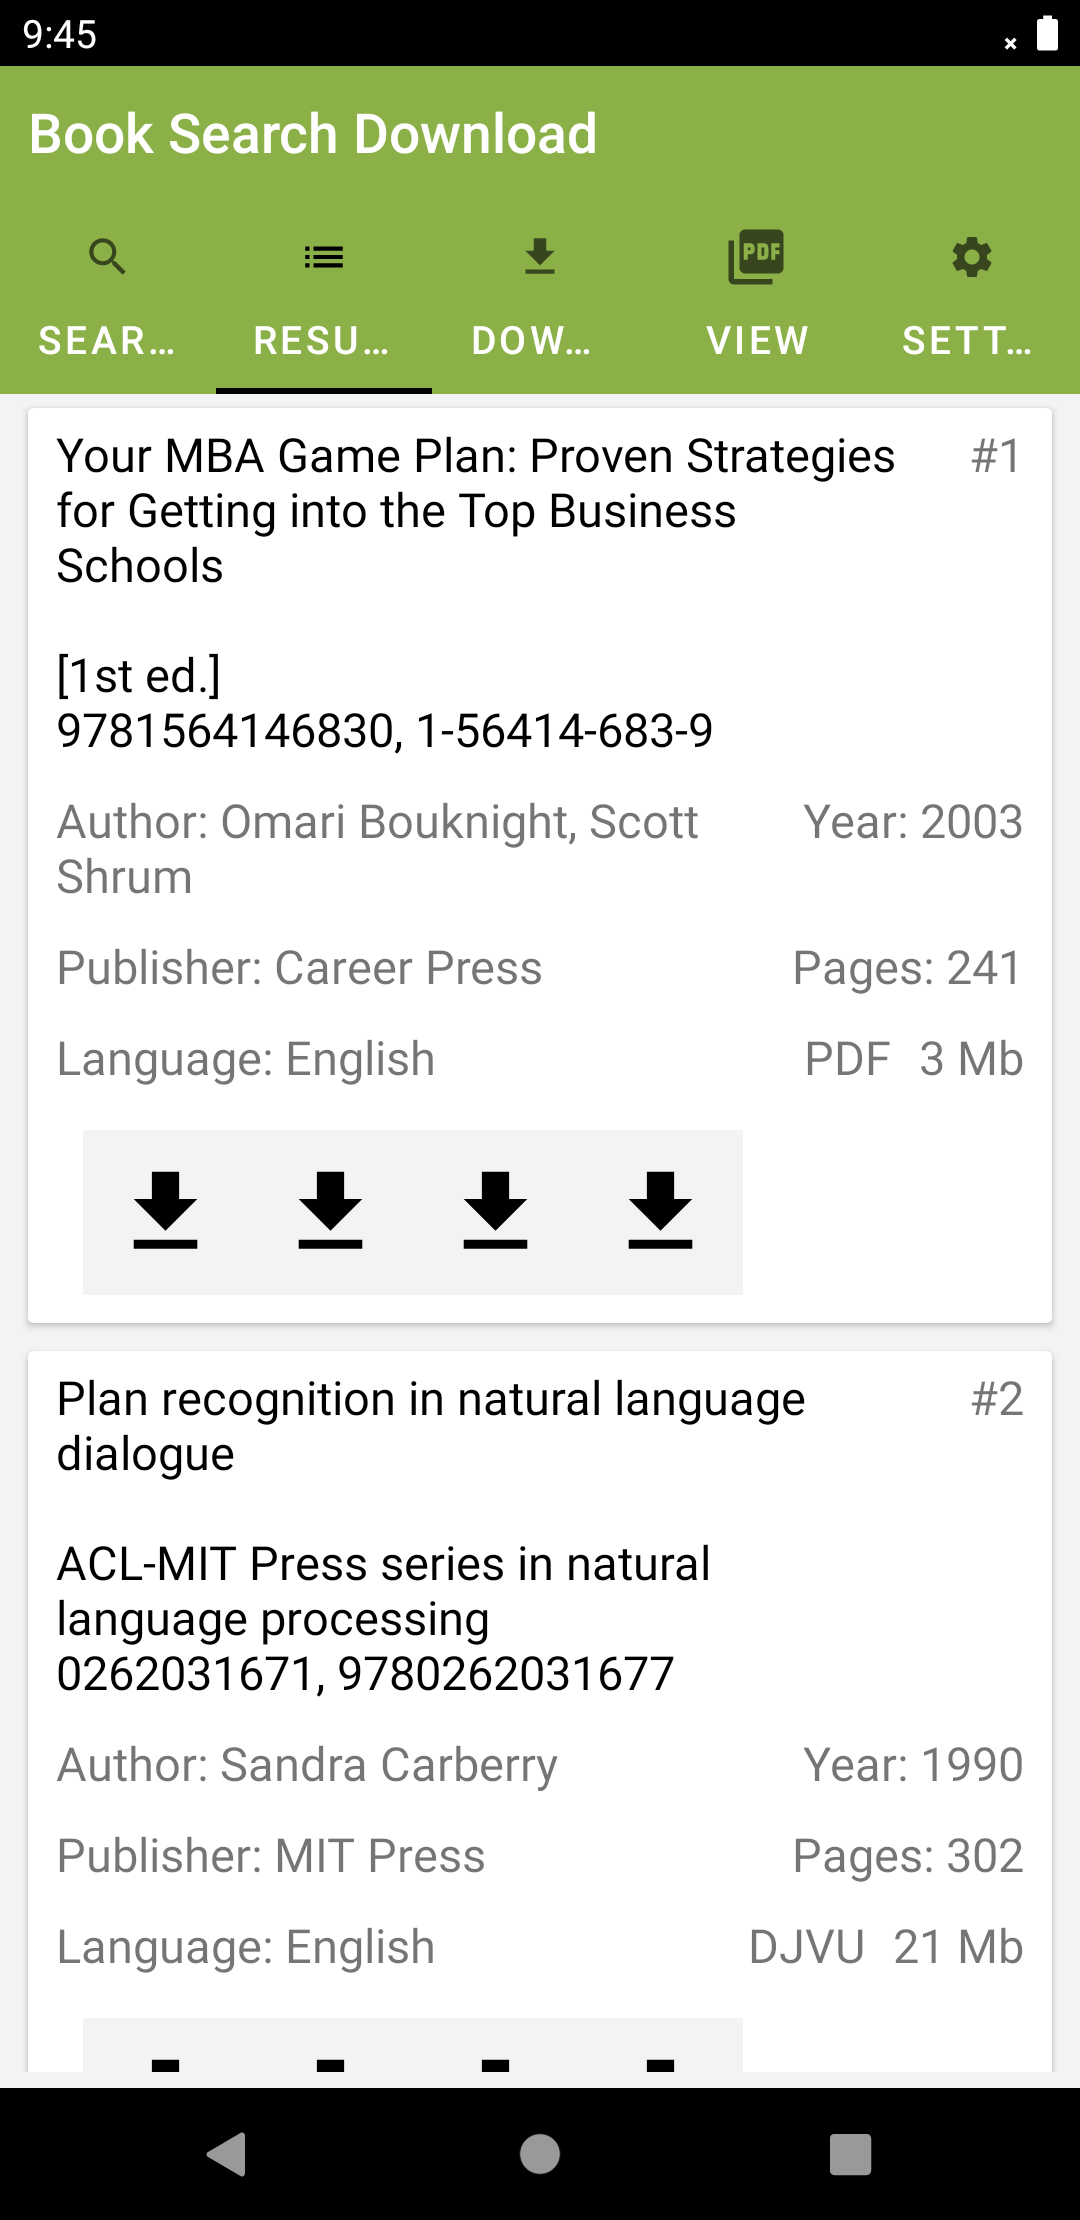 9:45
Book Search Download
PDF
SEAR... RESU... DOW... VIEW SETT...
Your MBA Game Plan: Proven Strategies #1
for Getting into the Top Business
Schools
[1st ed.]
9781564146830, 1-56414-683-9
Author: Omari Bouknight, Scott Year: 2003
Shrum
Publisher: Career Press Pages: 241
Language: English PDF 3 Mb
Plan recognition in natural language #2
dialogue
ACL-MIT Press series in natural
language processing
0262031671, 9780262031677
Author: Sandra Carberry Year: 1990
Publisher: MIT Press Pages: 302
Language: English DJVU 21 Mb